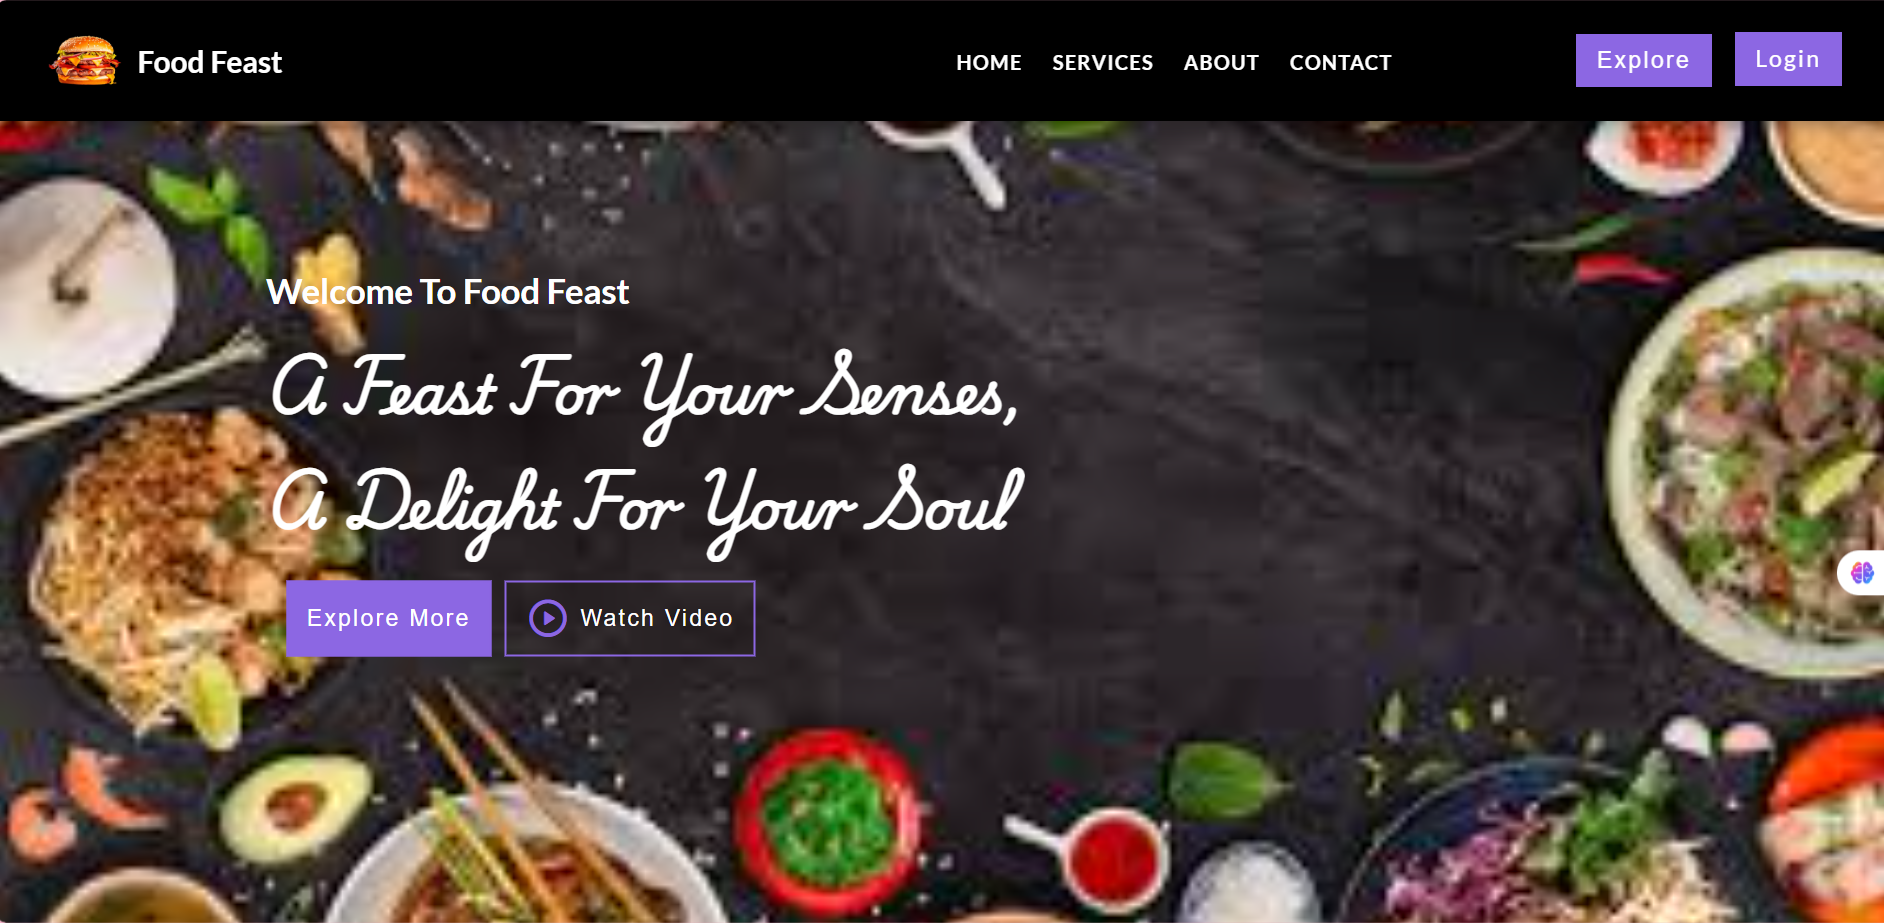 Food Feast
HOME SERVICES ABOUT CONTACT
Explore Login
Welcome To Food Feast
A Feast For Your Senses,
A Delight For Your Soul
Explore More Watch Video